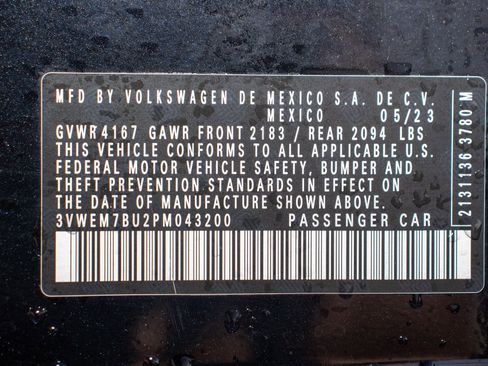 MFD BY VOLKSWAGEN DE MEXICO S.A. DE C.V.
MEXICO 05/23
GVWR 4167 GAWR FRONT 2183 / REAR 2094 LBS
THIS VEHICLE CONFORMS TO ALL APPLICABLE U.S.
FEDERAL MOTOR VEHICLE SAFETY, BUMPER AND
THEFT PREVENTION STANDARDS IN EFFECT ON
THE DATE OF MANUFACTURE SHOWN ABOVE.
3VWEM7BU2PM043200 PASSENGER CAR
2131136 3780 M